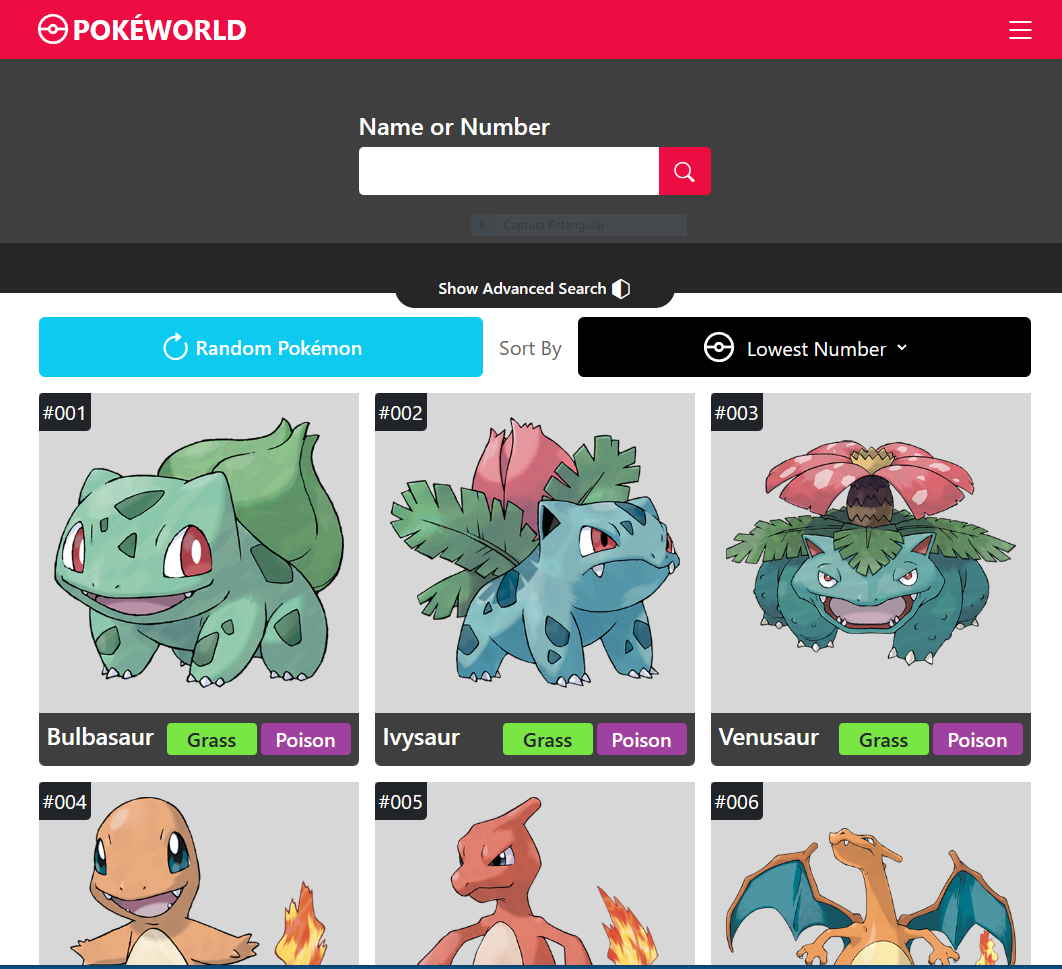 POKÉWORLD
Name or Number
Captura Retangular
Show Advanced Search
Random Pokémon
Sort By
Lowest Number
#001
#002
#003
Bulbasaur Grass Poison
Ivysaur Grass Poison
Venusaur Grass Poison
#004
#005
#006